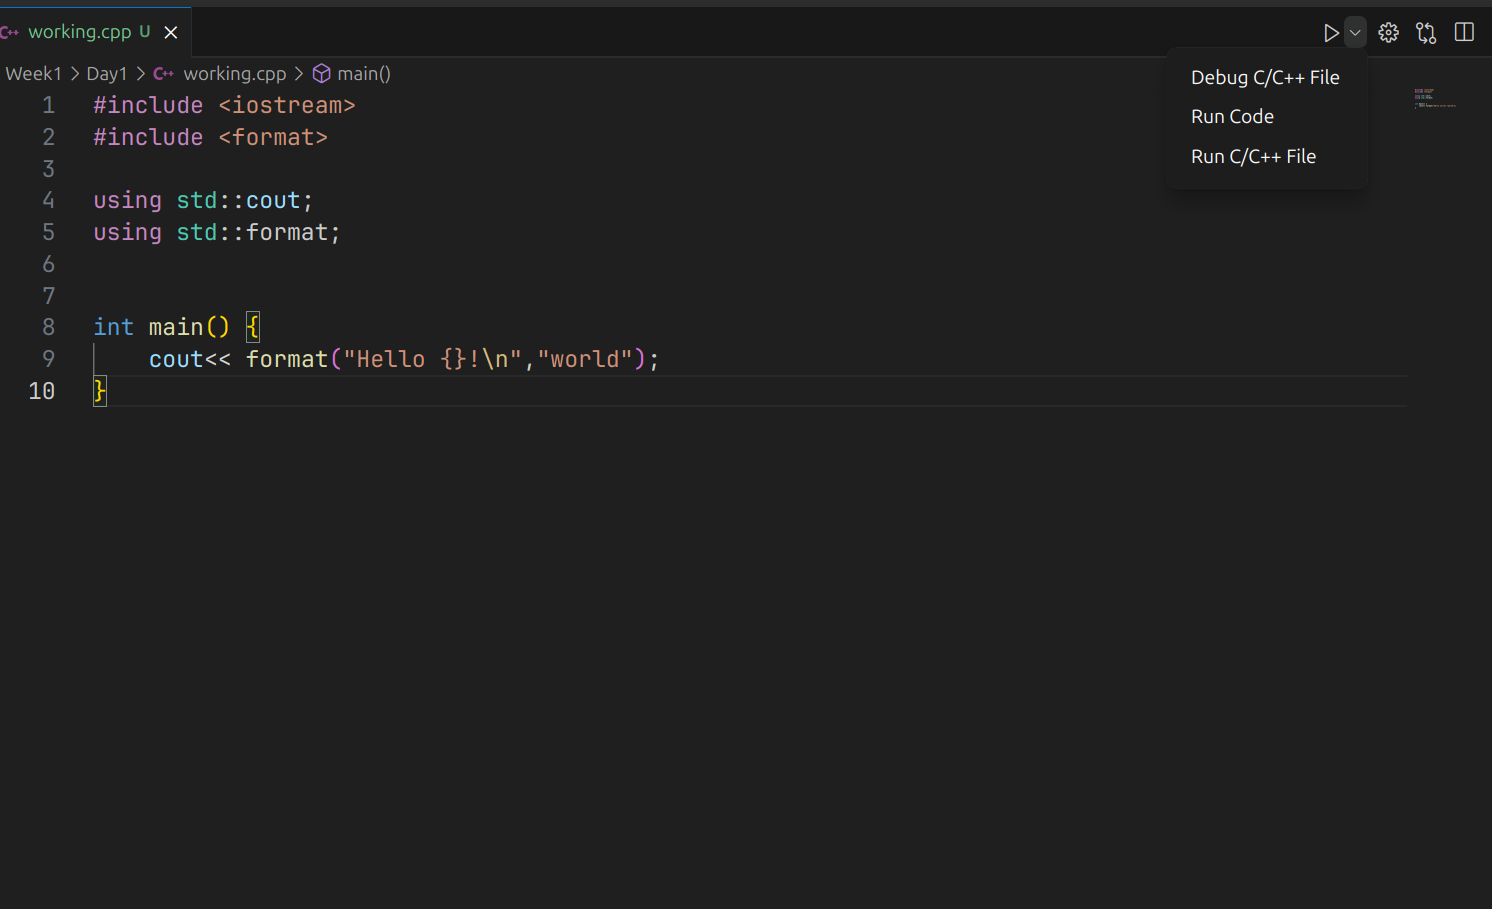 C++ working.cpp U
Week1 > Day1 > C++ working.cpp > main()
Debug C/C++ File
Run Code
Run C/C++ File
1 #include <iostream>
2 #include <format>
3
4 using std::cout;
5 using std::format;
6
7
8 int main() {
9 cout<< format("Hello {}!\n","world");
10 }